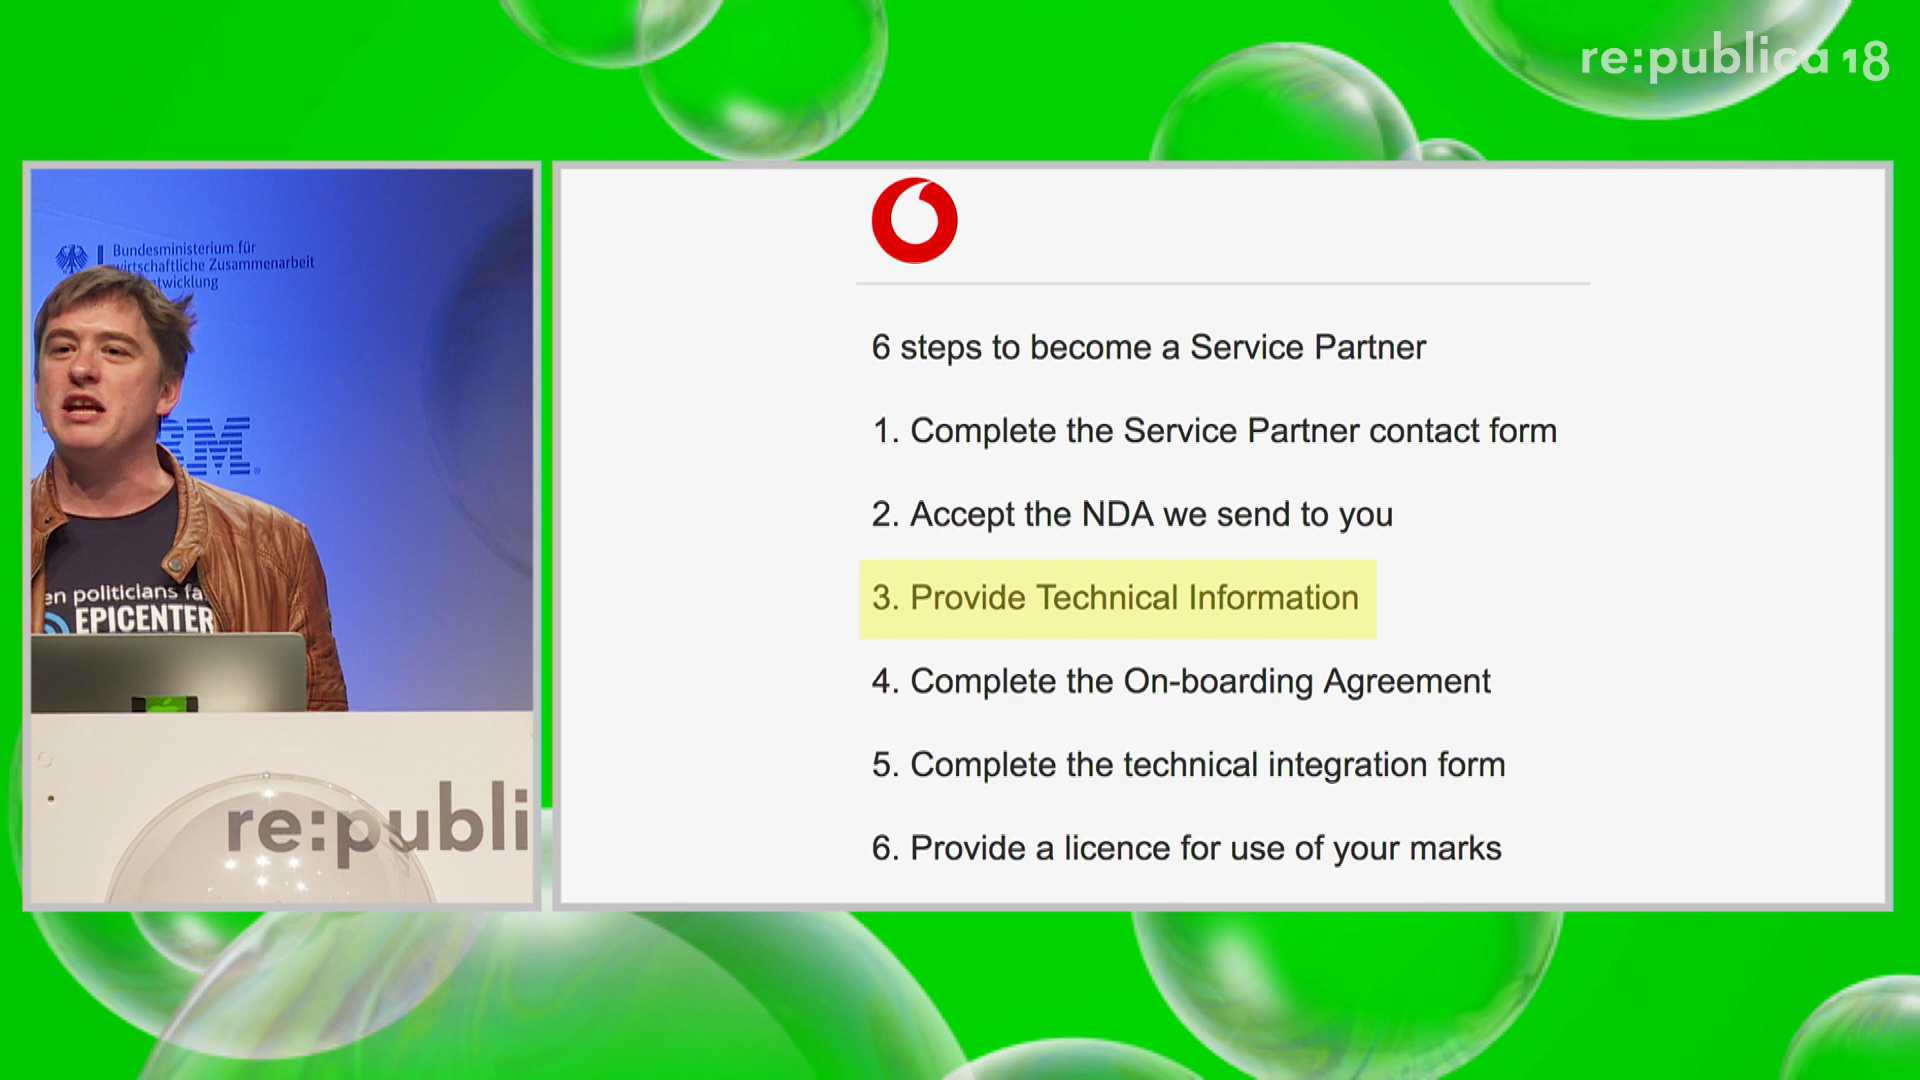 re:publica 18
Bundesministerium für
wirtschaftliche Zusammenarbeit
en politicians fa
EPICENTER
re:publi
6 steps to become a Service Partner
1. Complete the Service Partner contact form
2. Accept the NDA we send to you
3. Provide Technical Information
4. Complete the On-boarding Agreement
5. Complete the technical integration form
6. Provide a licence for use of your marks